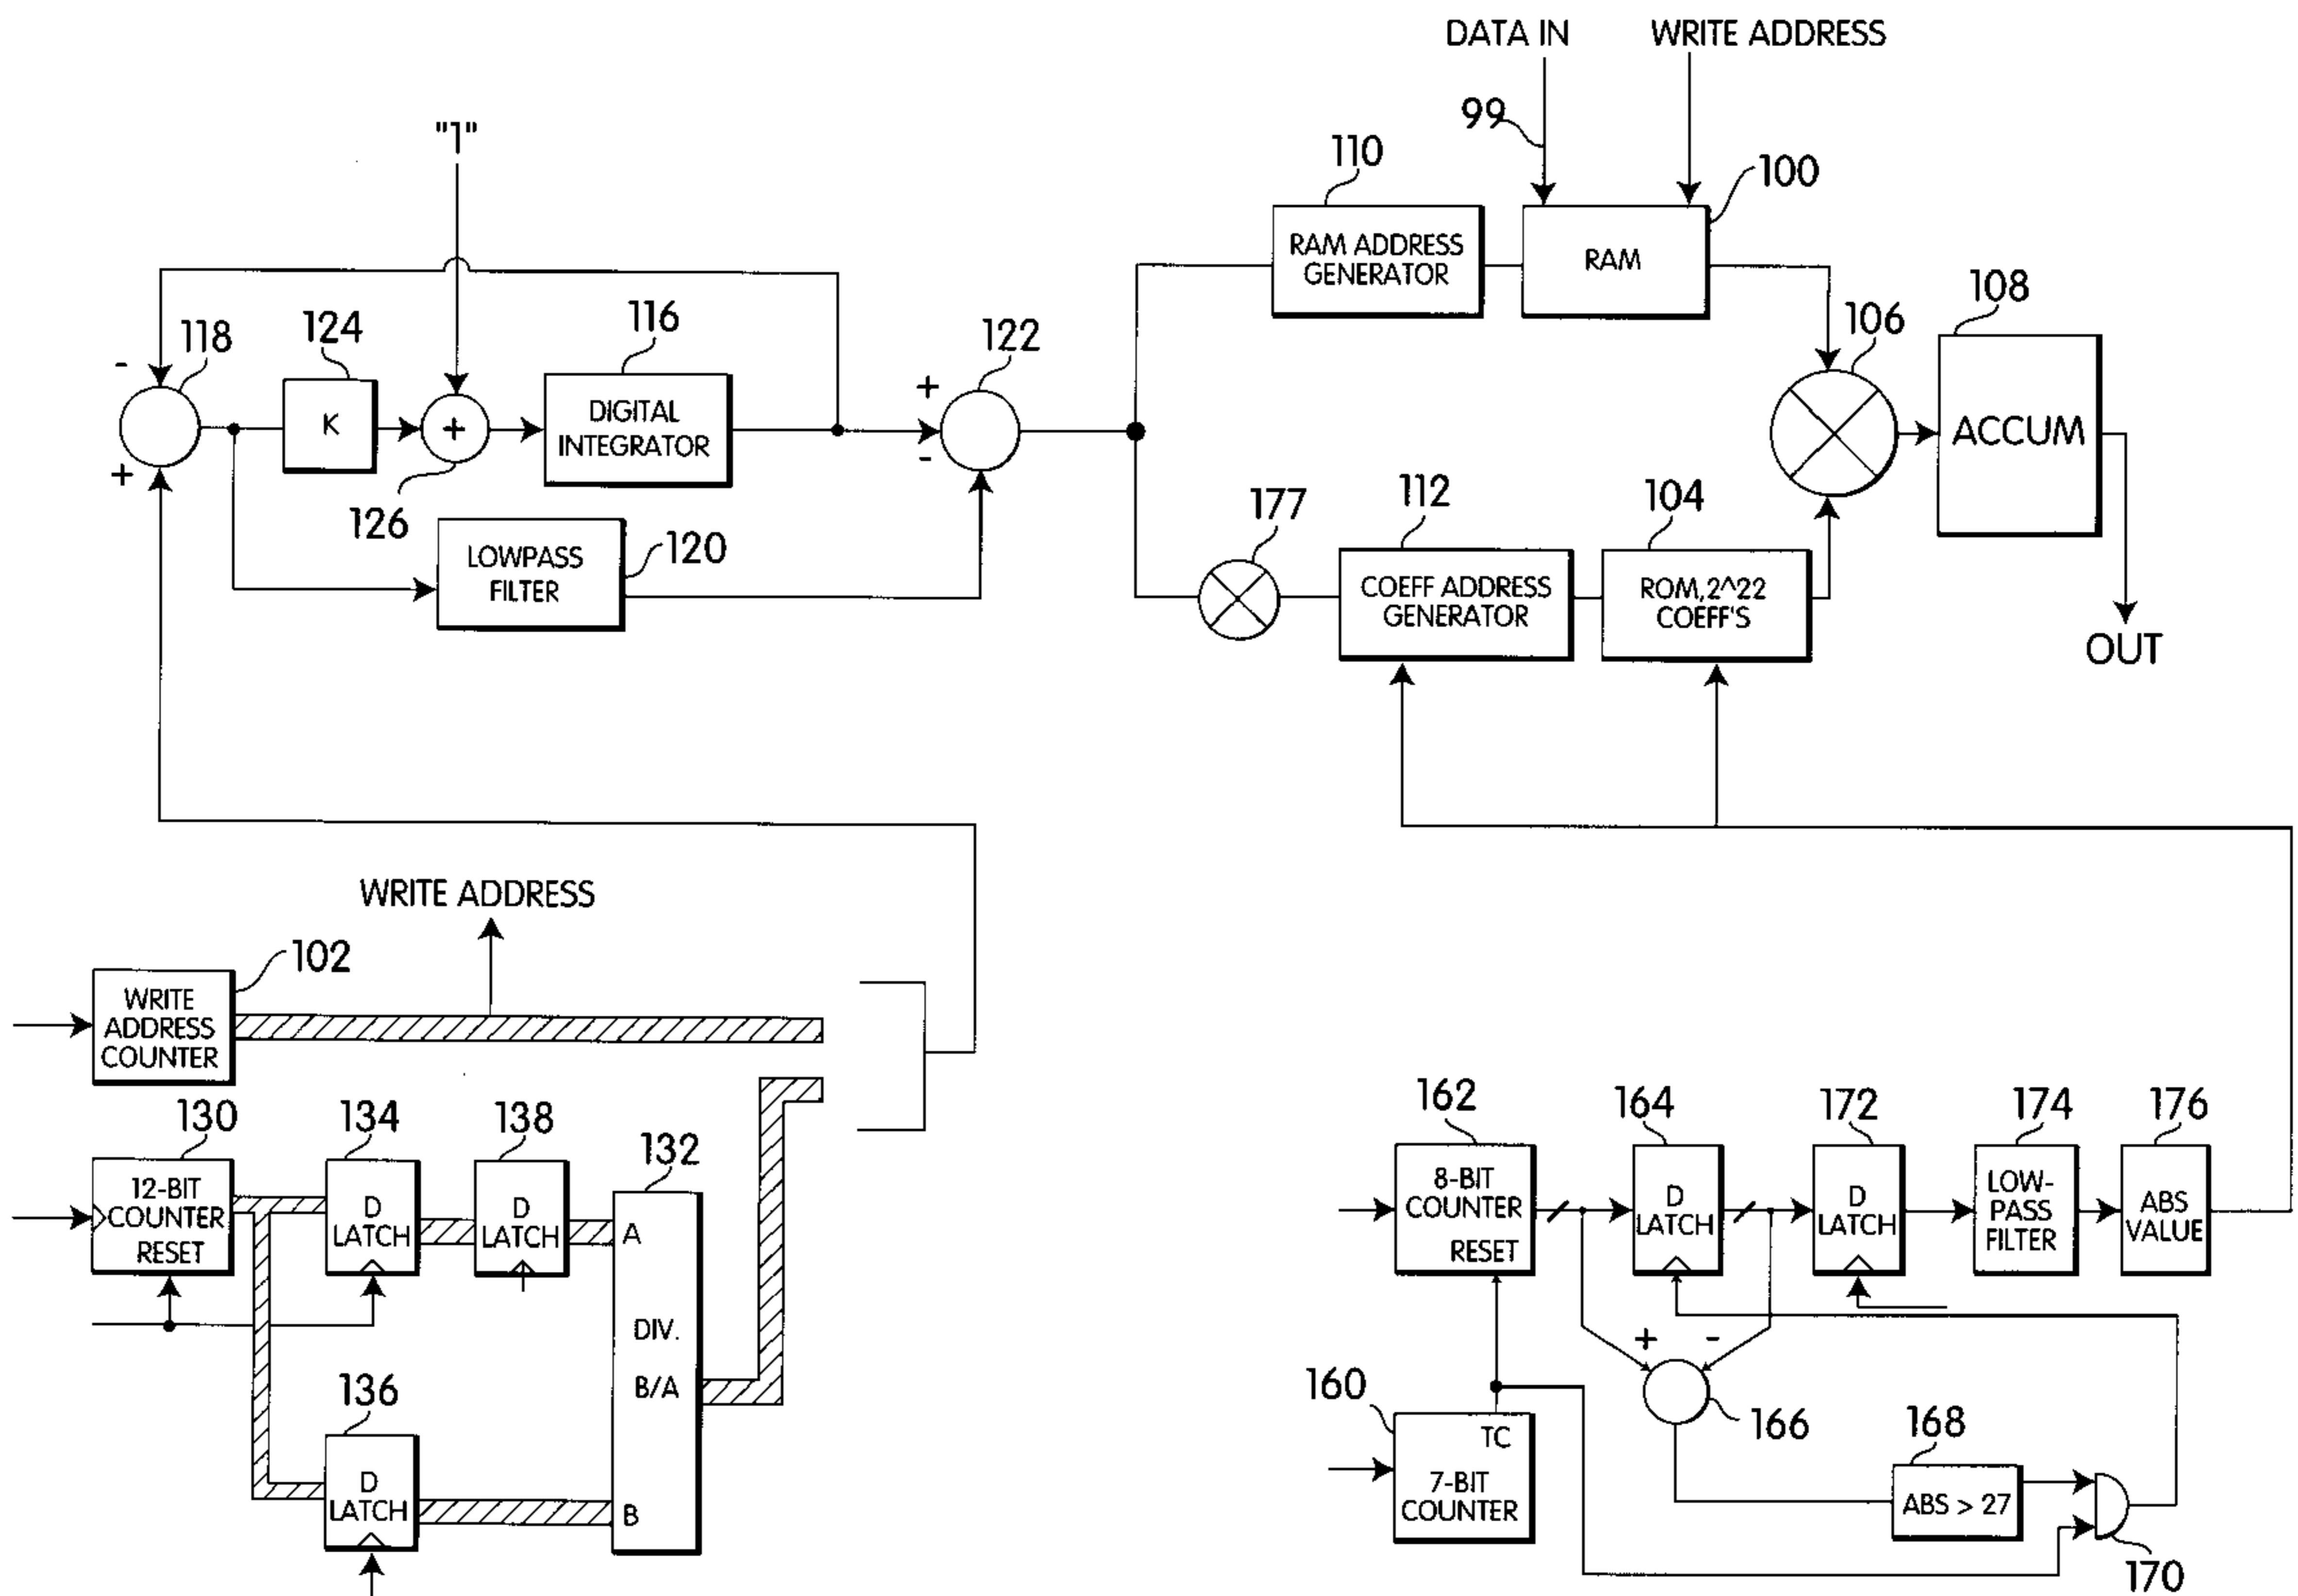 DATA IN
WRITE ADDRESS
99
"1"
110
100
RAM ADDRESS
GENERATOR
RAM
118
124
116
122
108
106
-
+
K
+
DIGITAL
INTEGRATOR
+
-
ACCUM
126
LOWPASS
FILTER
120
177
112
104
COEFF ADDRESS
GENERATOR
ROM,2^22
COEFF'S
OUT
WRITE ADDRESS
102
WRITE
ADDRESS
COUNTER
130
134
138
132
12-BIT
COUNTER
RESET
D
LATCH
D
LATCH
A
DIV.
B/A
B
136
D
LATCH
162
164
172
174
176
8-BIT
COUNTER
RESET
D
LATCH
D
LATCH
LOW-
PASS
FILTER
ABS
VALUE
+
-
160
166
168
TC
7-BIT
COUNTER
ABS > 27
170